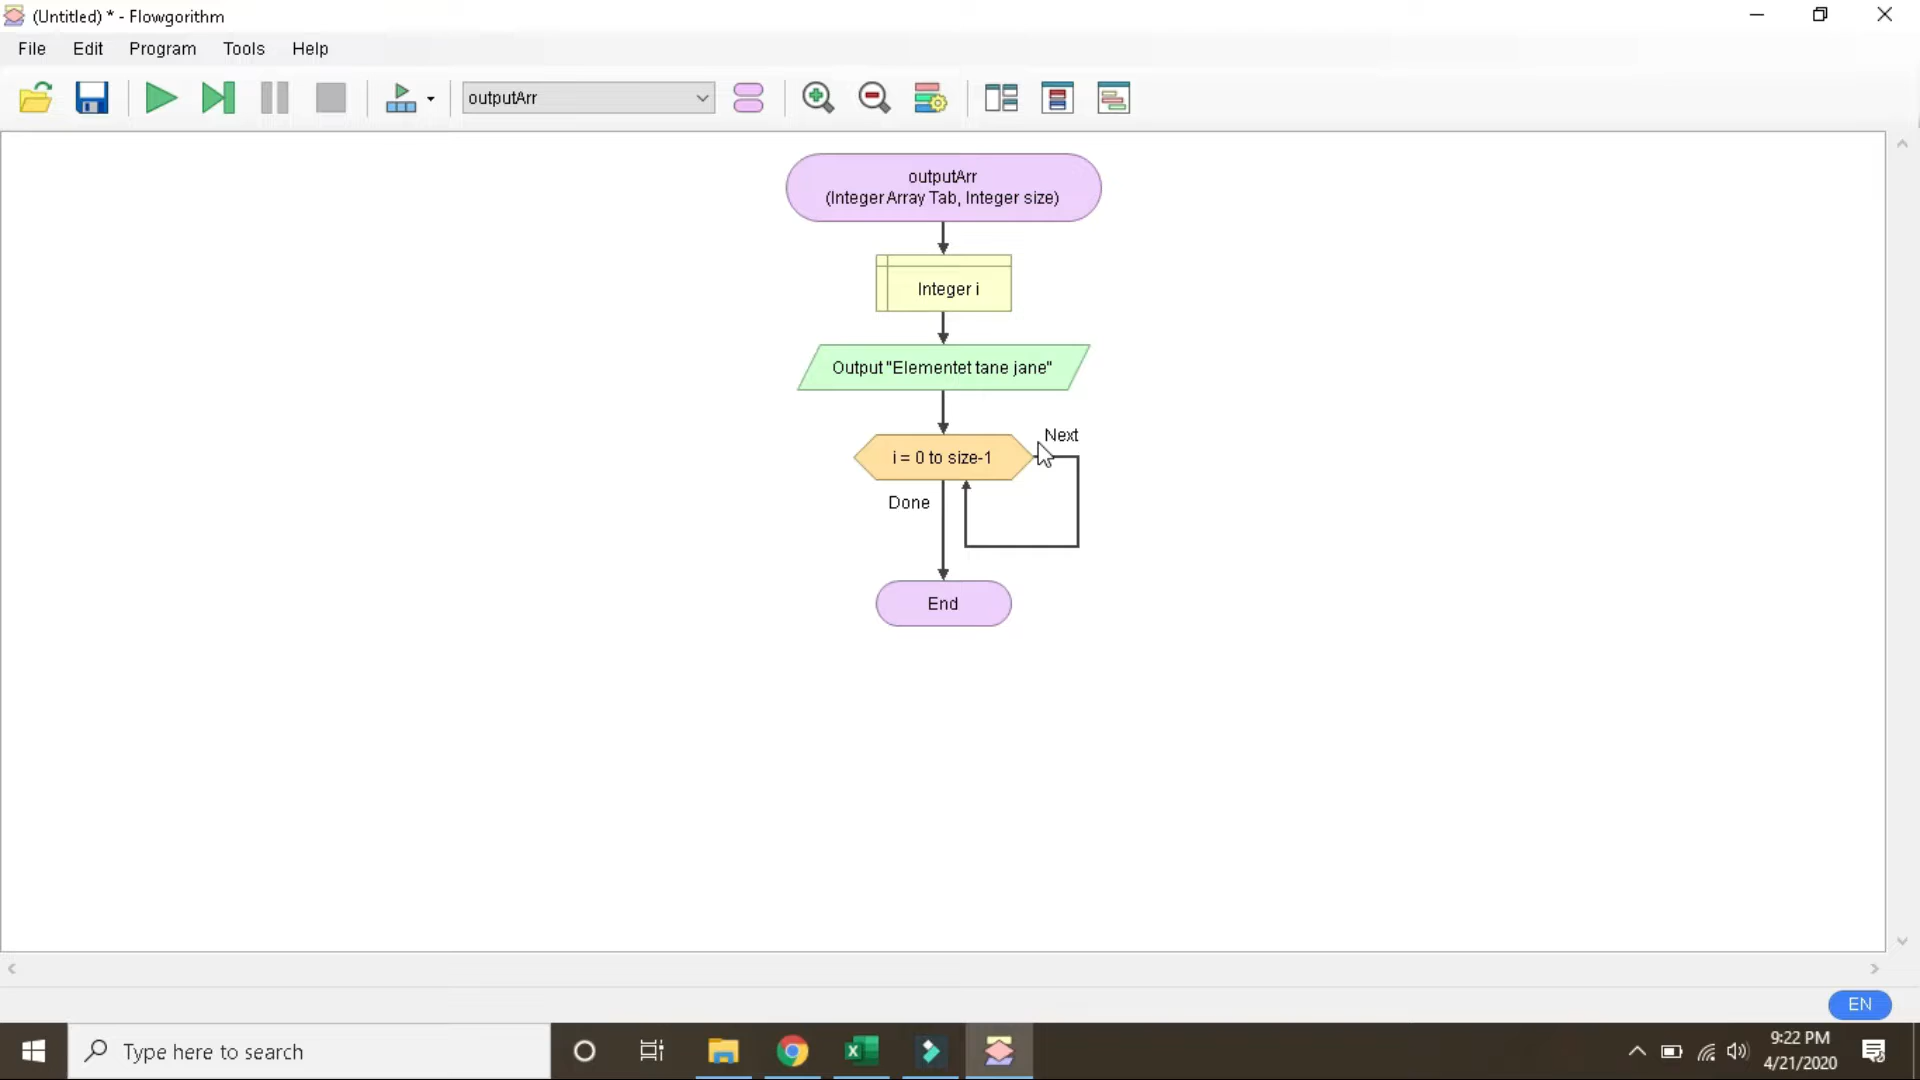 (Untitled) * - Flowgorithm
File Edit Program Tools Help
outputArr
outputArr
(Integer Array Tab, Integer size)
Integer i
Output "Elementet tane jane"
Next
i = 0 to size-1
Done
End
EN
Type here to search
9:22 PM
4/21/2020